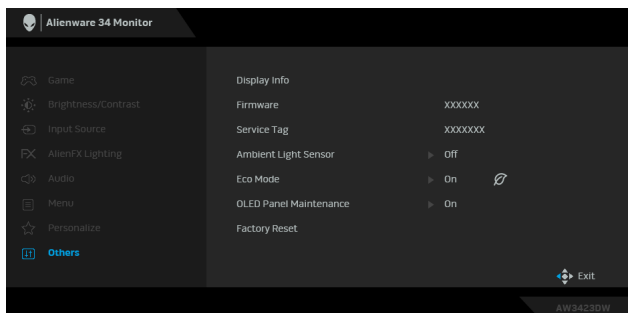 Alienware 34 Monitor
Game
Brightness/Contrast
Input Source
AlienFX Lighting
Audio
Menu
Personalize
Others
Display Info
Firmware XXXXXX
Service Tag XXXXXXX
Ambient Light Sensor Off
Eco Mode On
OLED Panel Maintenance On
Factory Reset
Exit
AW3423DW